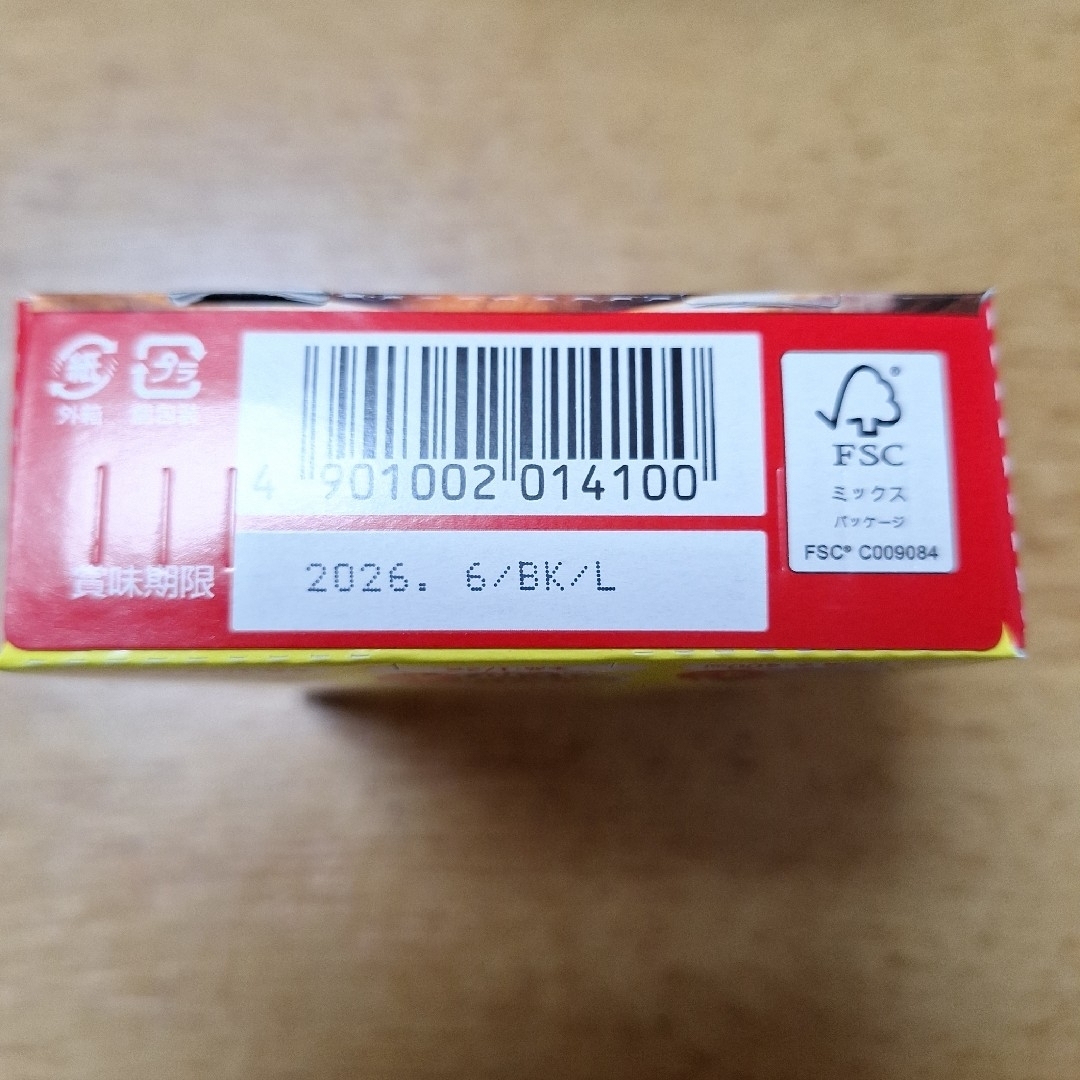 紙
プラ
外箱
個包装
4 901002 014100
賞味期限
2026. 6/BK/L
®
FSC
ミックス
パッケージ
FSC® C009084